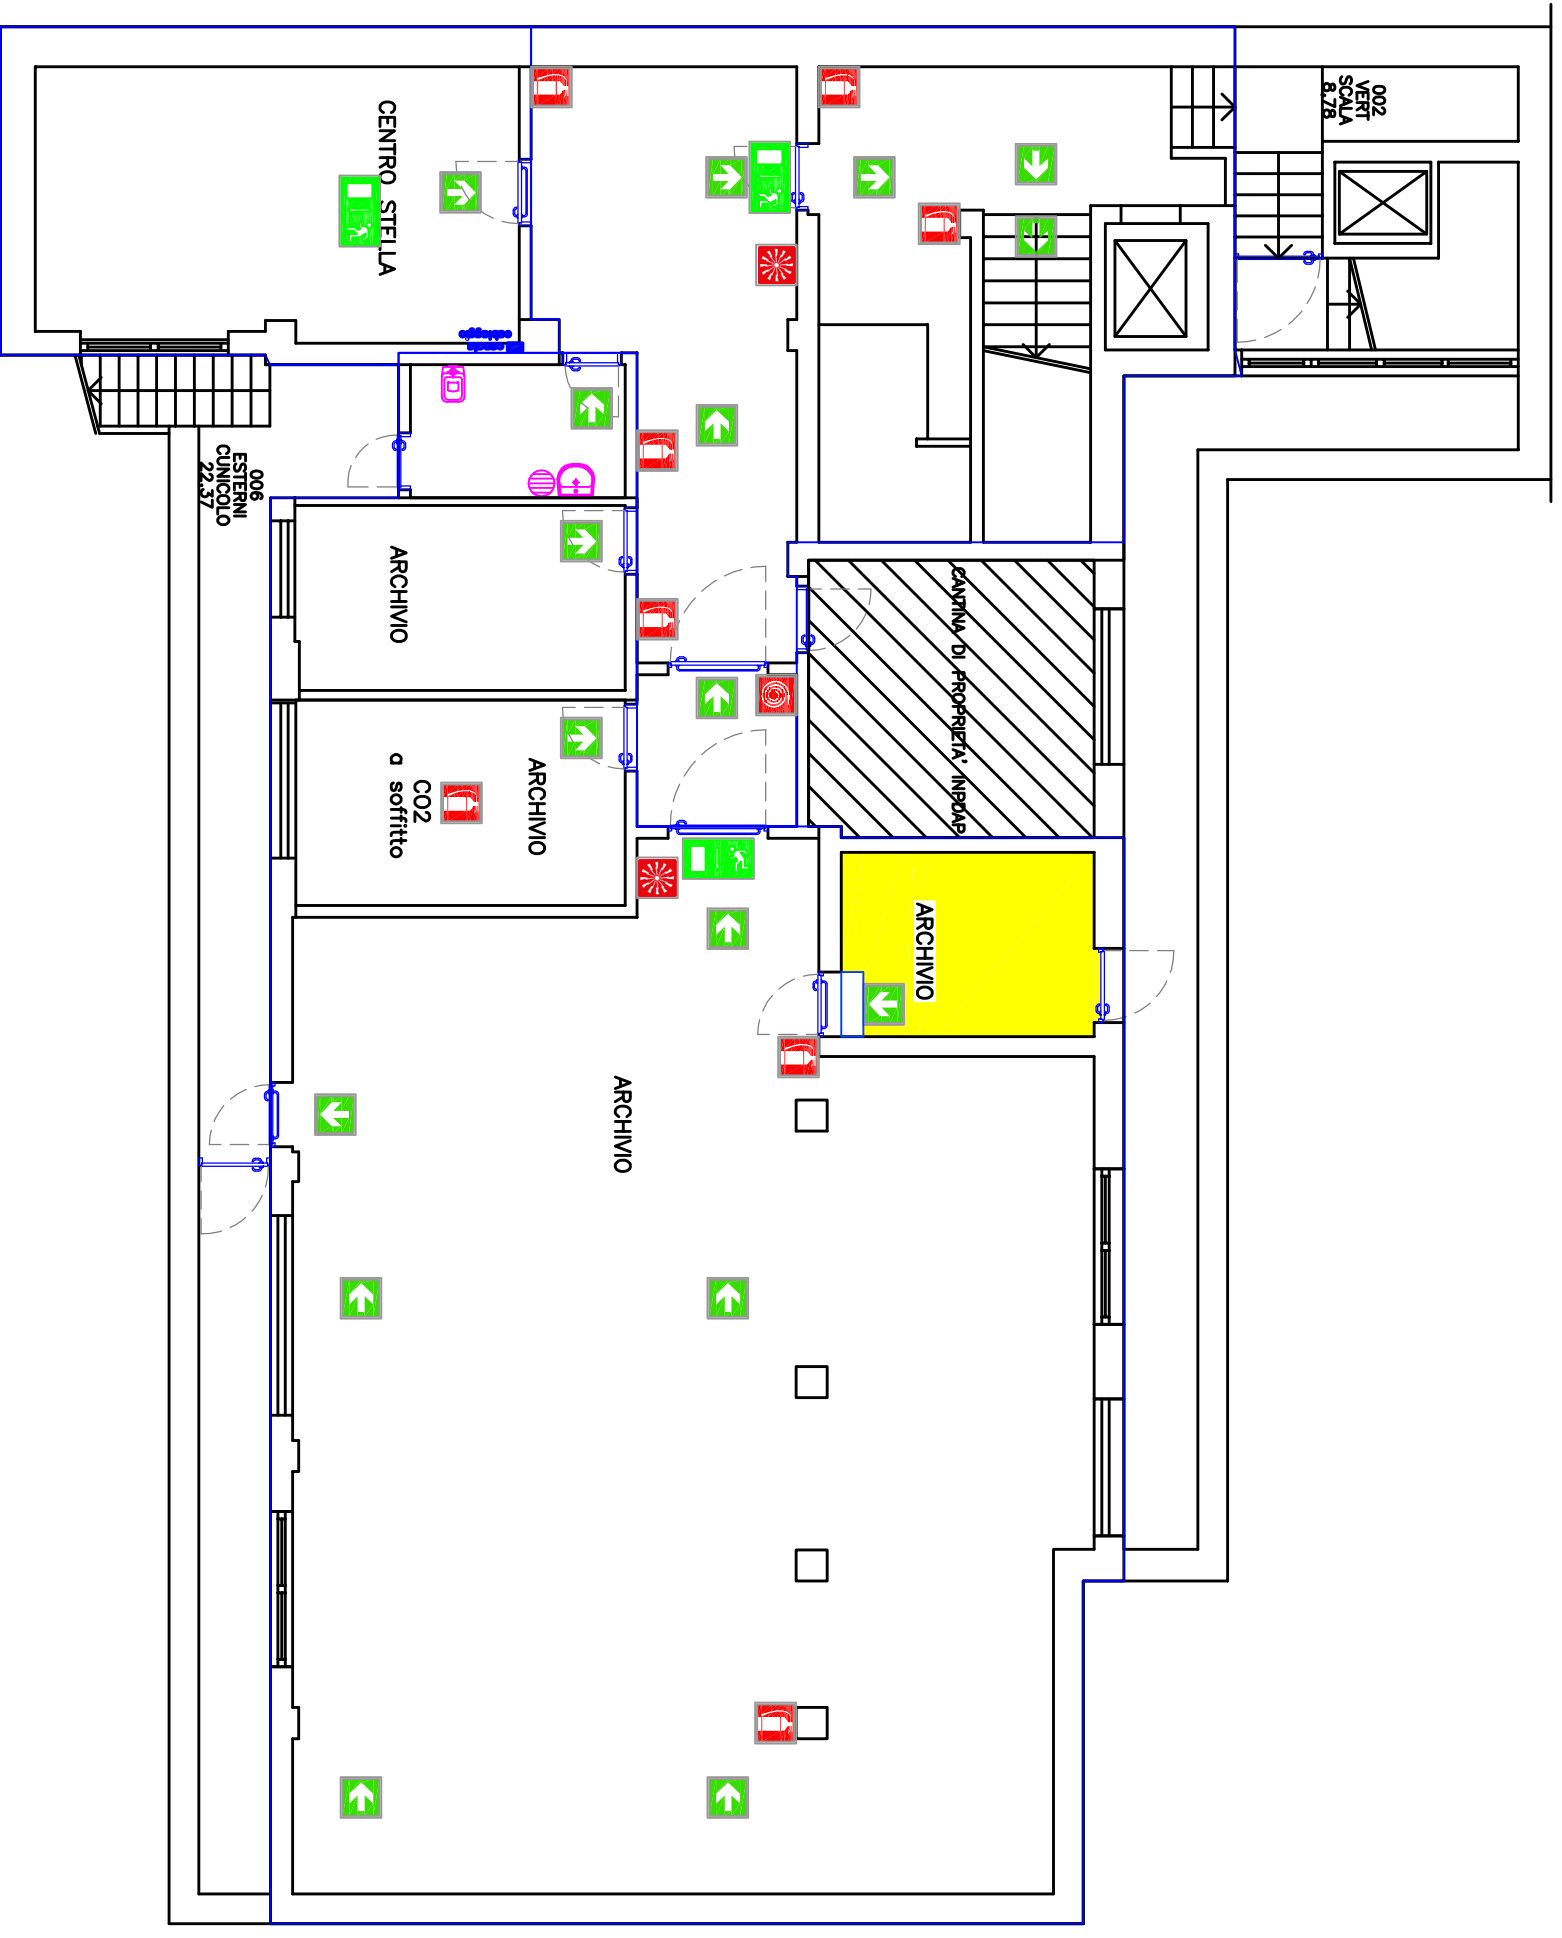 002
VERT
SCALA
8,78
CENTRO STELLA
006
ESTERNI
CUNICOLO
22,37
ARCHIVIO
CANTINA DI PROPRIETA' INPDAP
ARCHIVIO
CO2
a soffitto
ARCHIVIO
ARCHIVIO